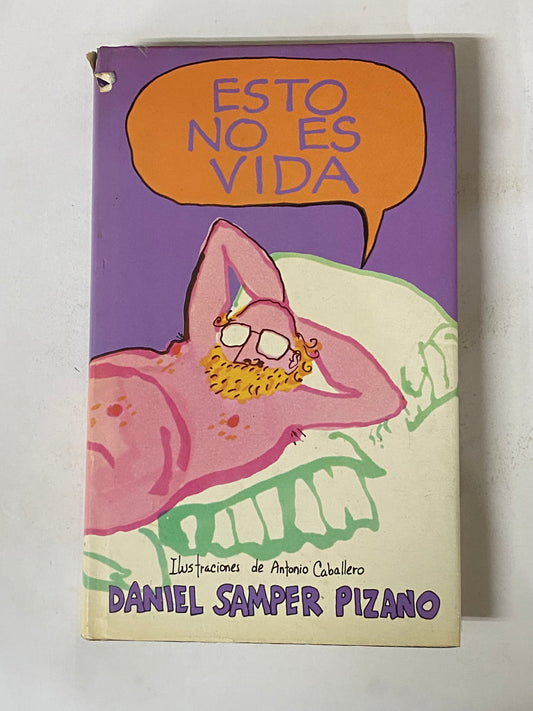 ESTO
NO ES
VIDA
Ilustraciones de Antonio Caballero
DANIEL SAMPER PIZANO